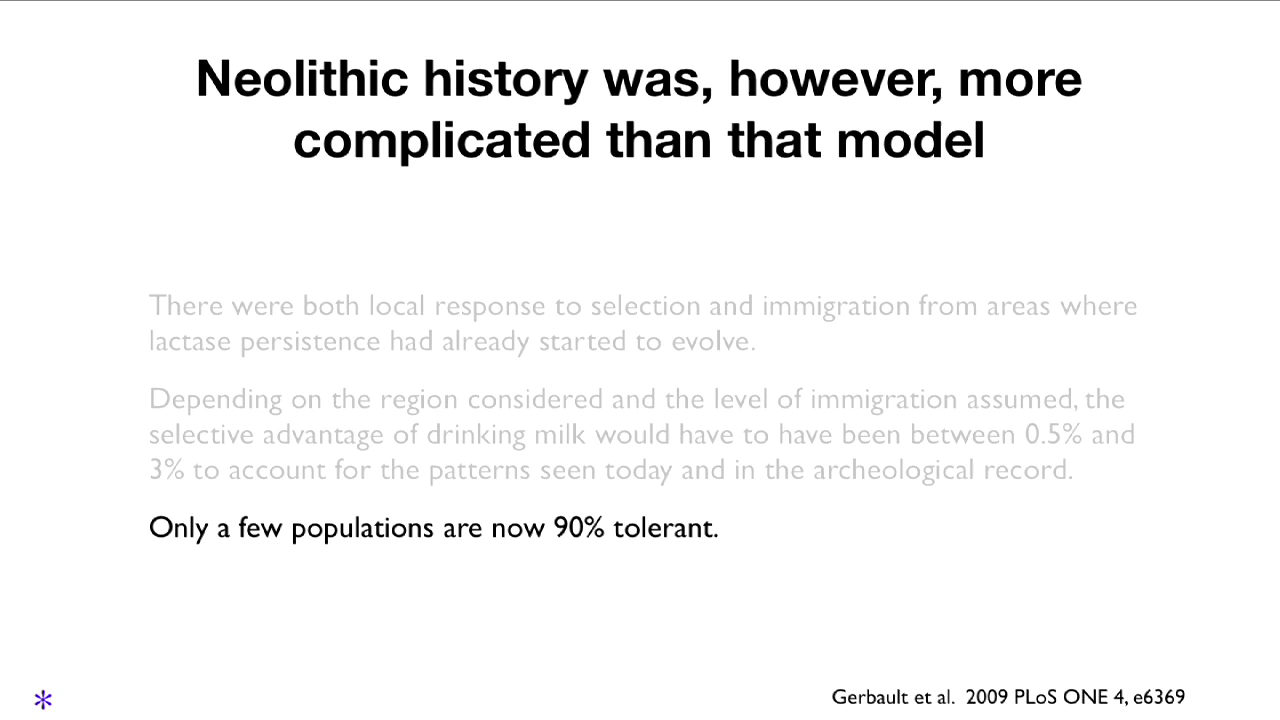 Neolithic history was, however, more
complicated than that model
There were both local response to selection and immigration from areas where
lactase persistence had already started to evolve.
Depending on the region considered and the level of immigration assumed, the
selective advantage of drinking milk would have to have been between 0.5% and
3% to account for the patterns seen today and in the archeological record.
Only a few populations are now 90% tolerant.
*
Gerbault et al. 2009 PLoS ONE 4, e6369